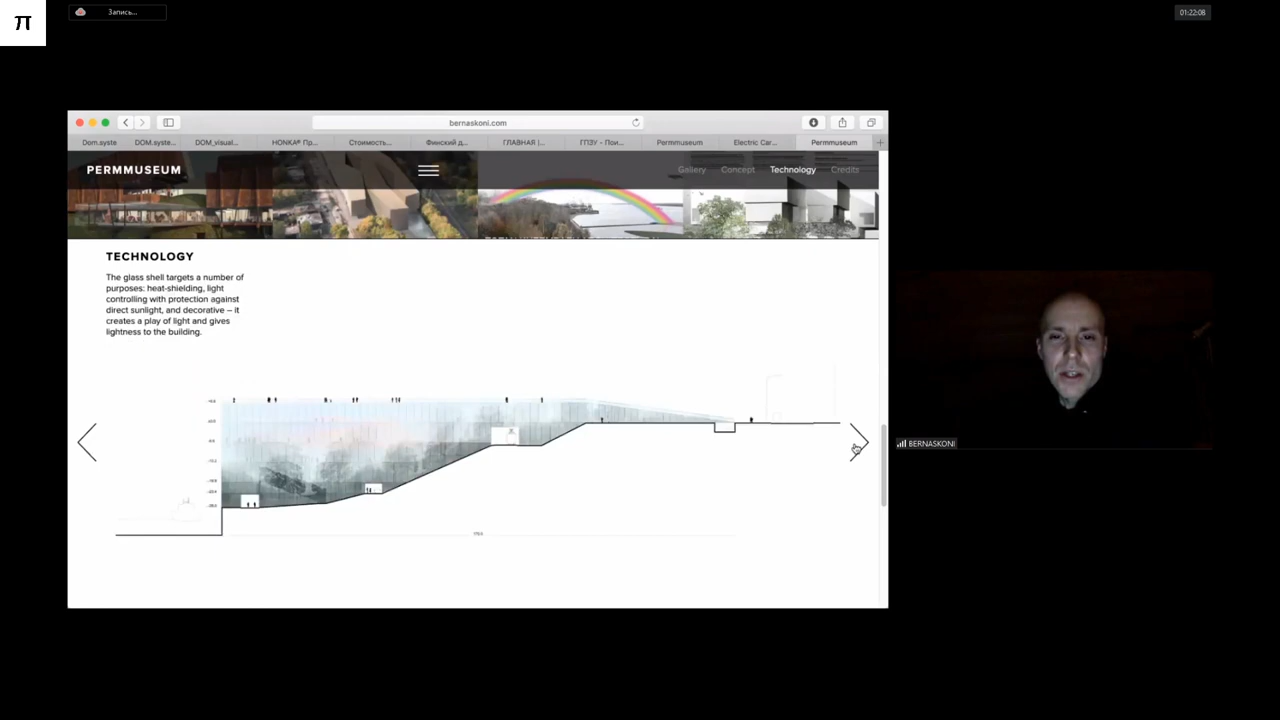 π
Запись...
01:22:08
bernaskoni.com
Dom.syste
DOM.syste...
DOM_visual...
HONKA® Пр...
Стоимость...
Финский д...
ГЛАВНАЯ |...
ГПЗУ - Пои...
Permmuseum
Electric Car...
Permmuseum
PERMMUSEUM
Gallery
Concept
Technology
Credits
TECHNOLOGY
The glass shell targets a number of
purposes: heat-shielding, light
controlling with protection against
direct sunlight, and decorative – it
creates a play of light and gives
lightness to the building.
BERNASKONI